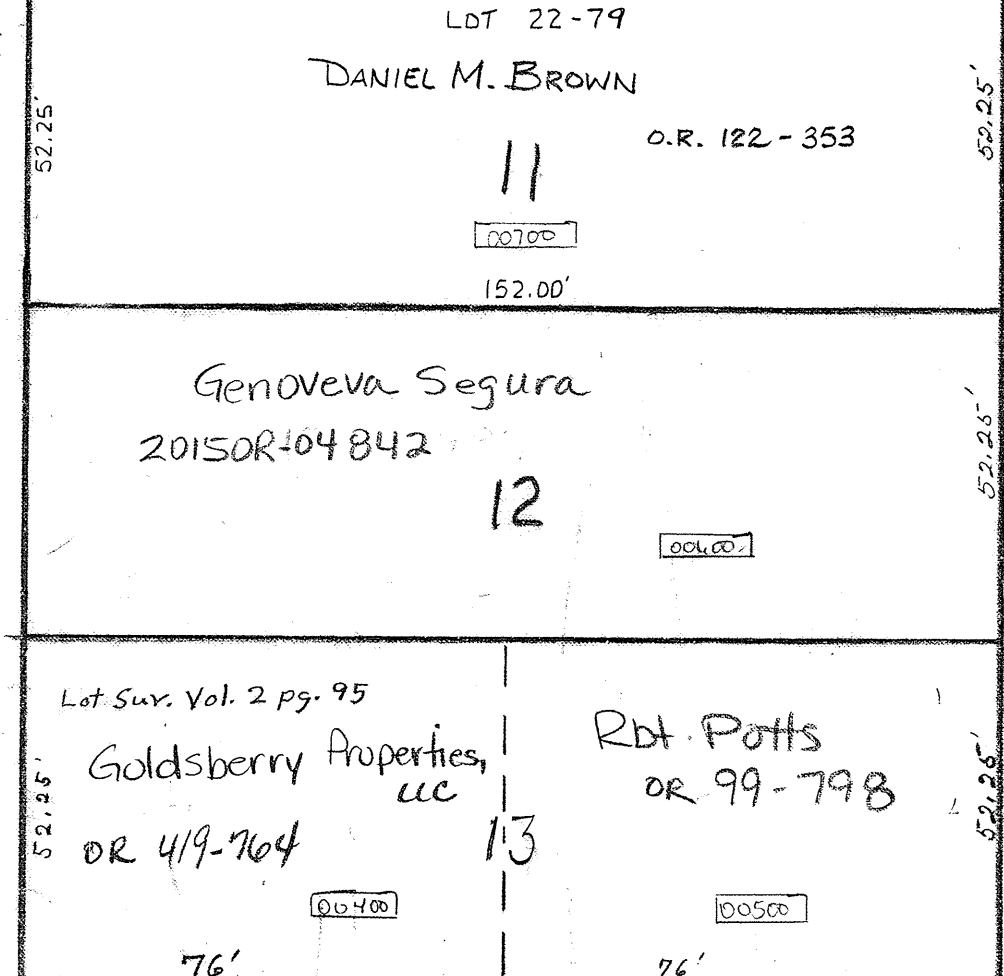 LOT 22-79
DANIEL M. BROWN
52.25'
52.25'
O.R. 122-353
11
00700
152.00'
Genoveva Segura
2015OR-04842
52.25'
12
00600
Lot Sur. Vol. 2 pg. 95
Goldsberry Properties,
LLC
OR 419-764
52.25'
13
00400
76'
Rbt. Potts
OR 99-798
52.25'
00500
76'